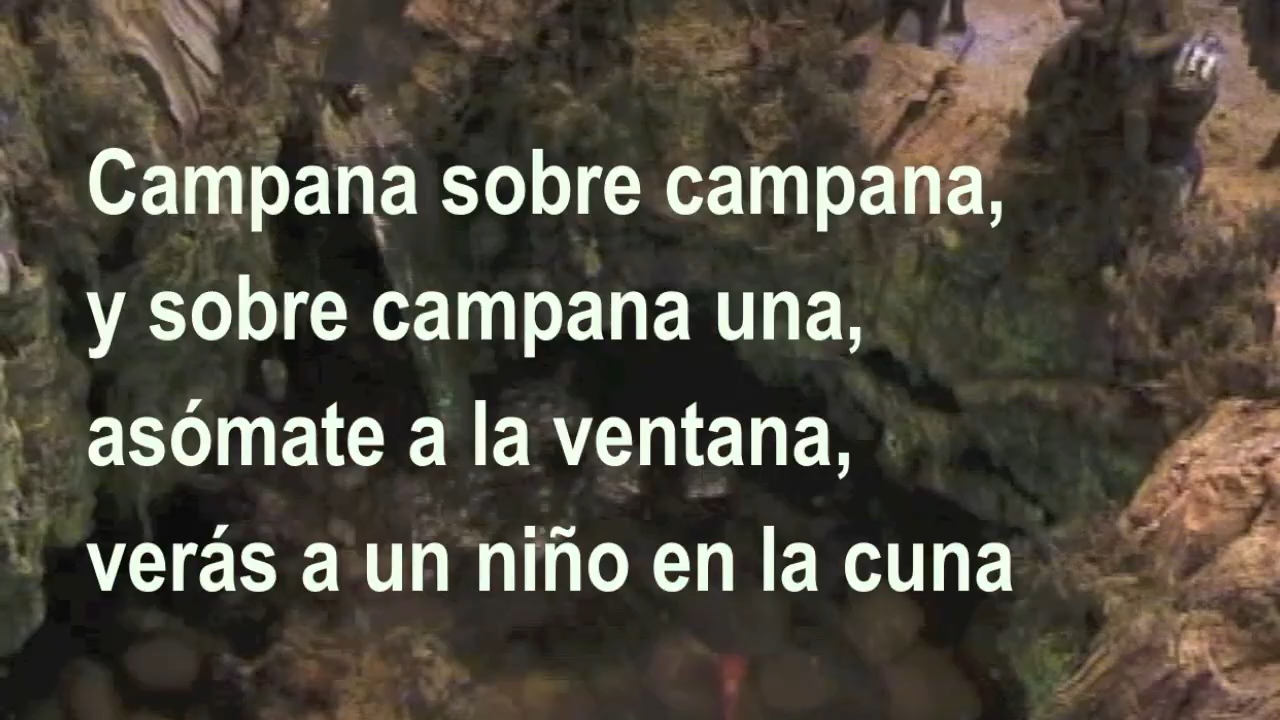 Campana sobre campana,
y sobre campana una,
asómate a la ventana,
verás a un niño en la cuna